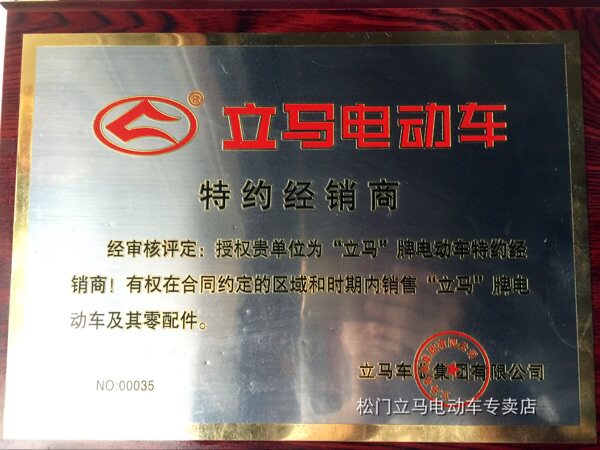 ®
立马电动车
特约经销商
经审核评定：授权贵单位为“立马”牌电动车特约经
销商！有权在合同约定的区域和时期内销售“立马”牌电
动车及其零配件。
立马车 集团有限公司
NO:00035
松门立马电动车专卖店